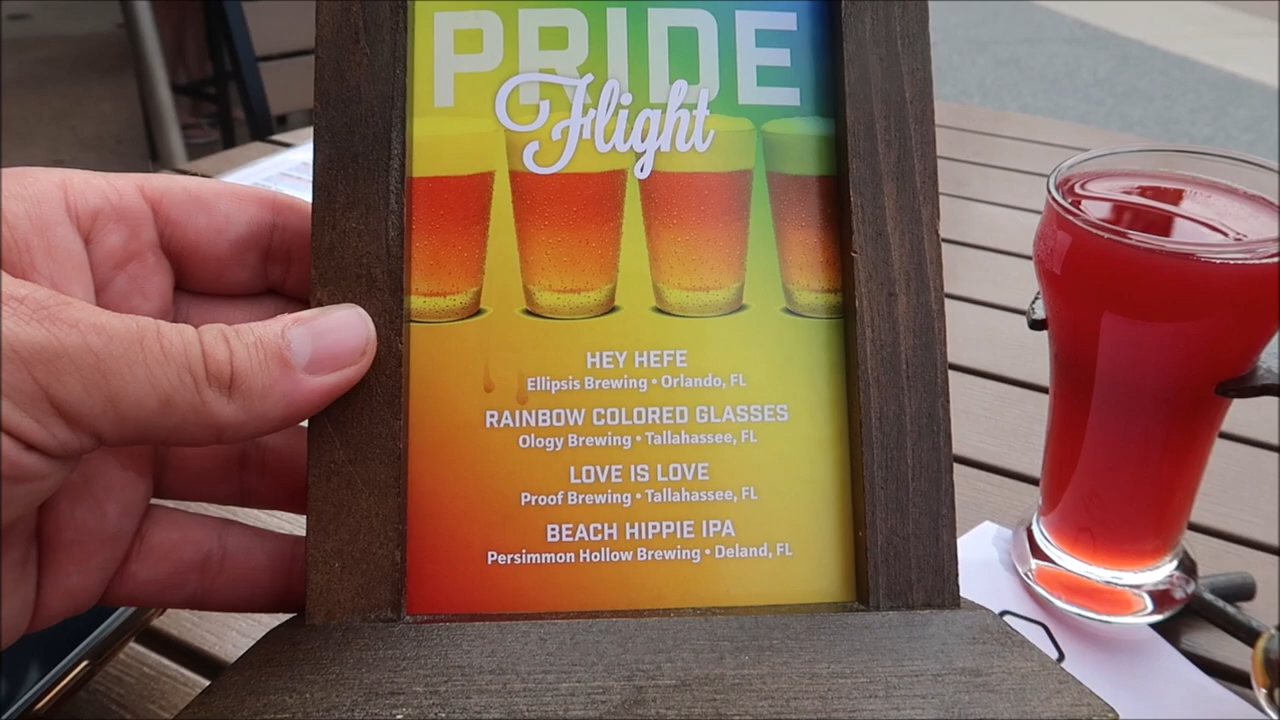 PRIDE
Flight
HEY HEFE
Ellipsis Brewing • Orlando, FL
RAINBOW COLORED GLASSES
Ology Brewing • Tallahassee, FL
LOVE IS LOVE
Proof Brewing • Tallahassee, FL
BEACH HIPPIE IPA
Persimmon Hollow Brewing • Deland, FL